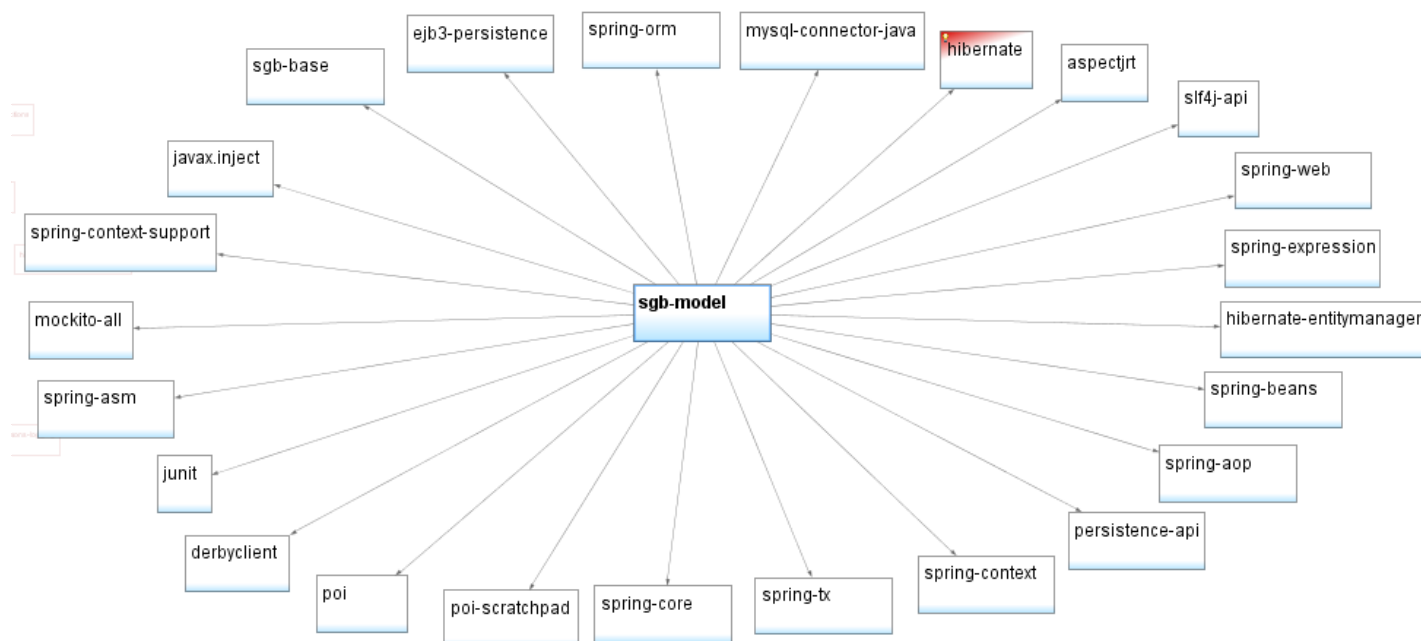 ejb3-persistence
spring-orm
mysql-connector-java
hibernate
aspectjrt
sgb-base
slf4j-api
javax.inject
spring-web
spring-context-support
spring-expression
sgb-model
mockito-all
hibernate-entitymanager
spring-asm
spring-beans
junit
spring-aop
derbyclient
persistence-api
poi
poi-scratchpad
spring-core
spring-tx
spring-context